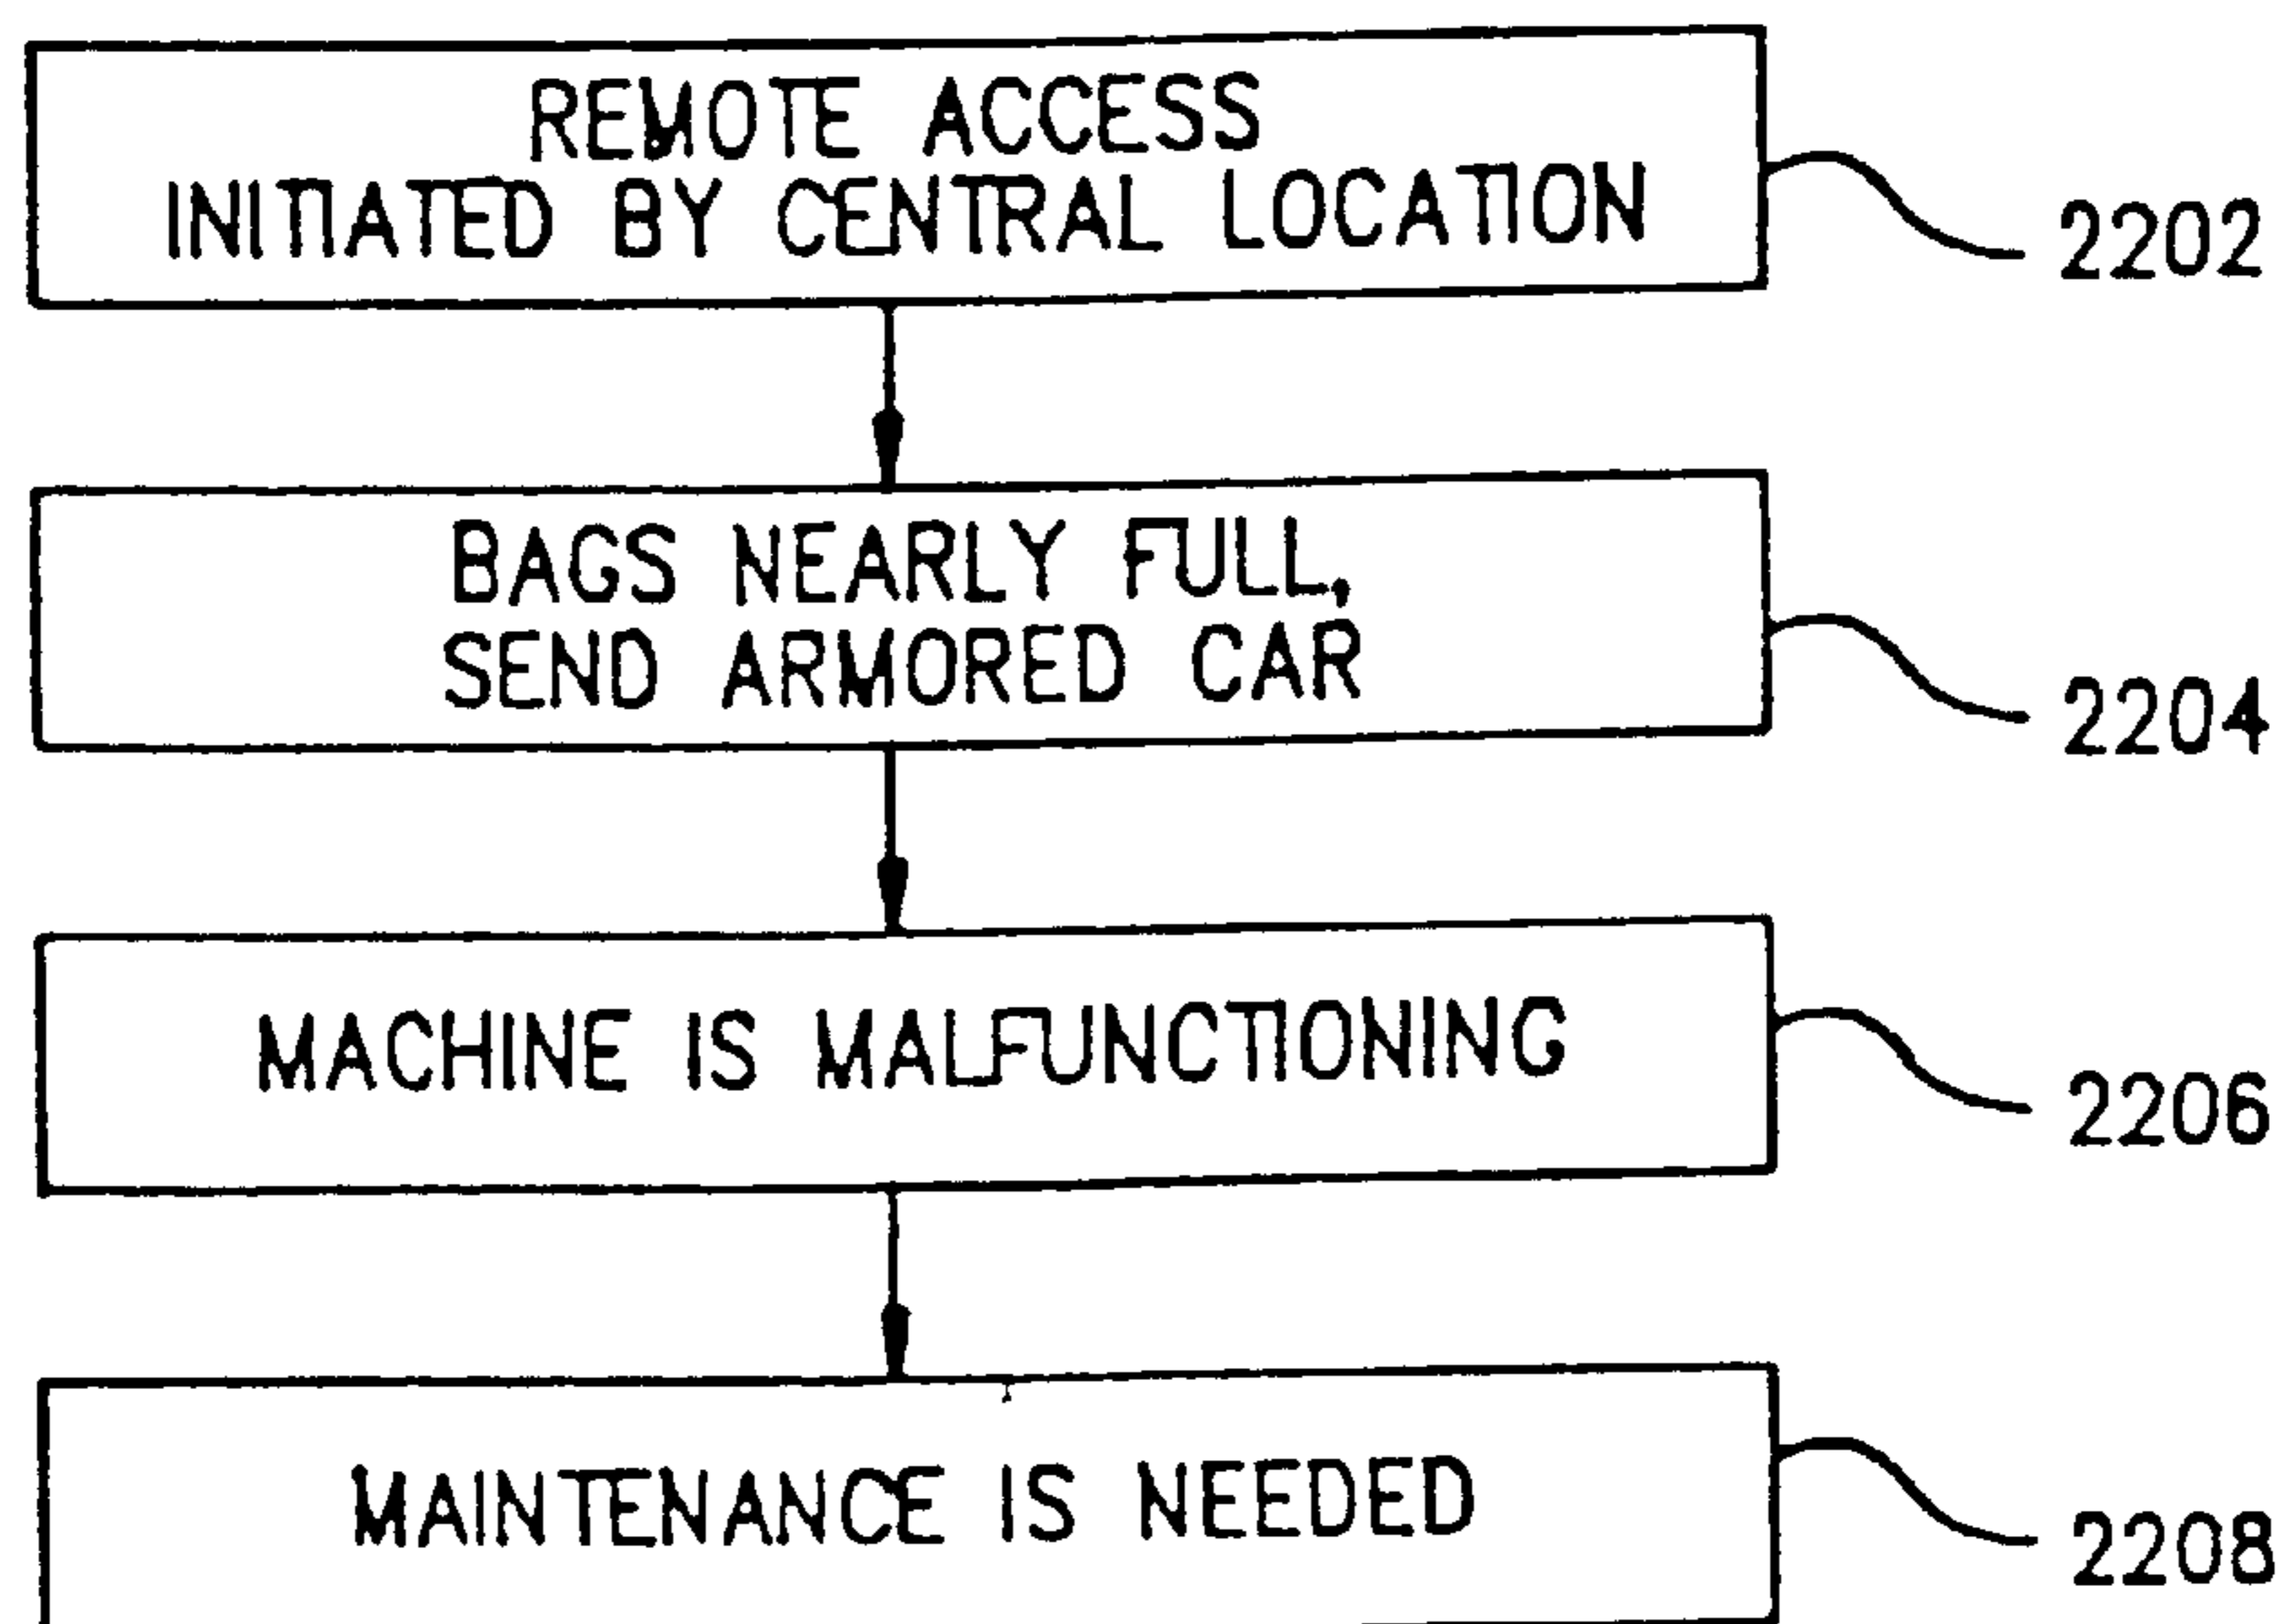 REMOTE ACCESS
INITIATED BY CENTRAL LOCATION
2202
BAGS NEARLY FULL,
SEND ARMORED CAR
2204
MACHINE IS MALFUNCTIONING
2206
MAINTENANCE IS NEEDED
2208